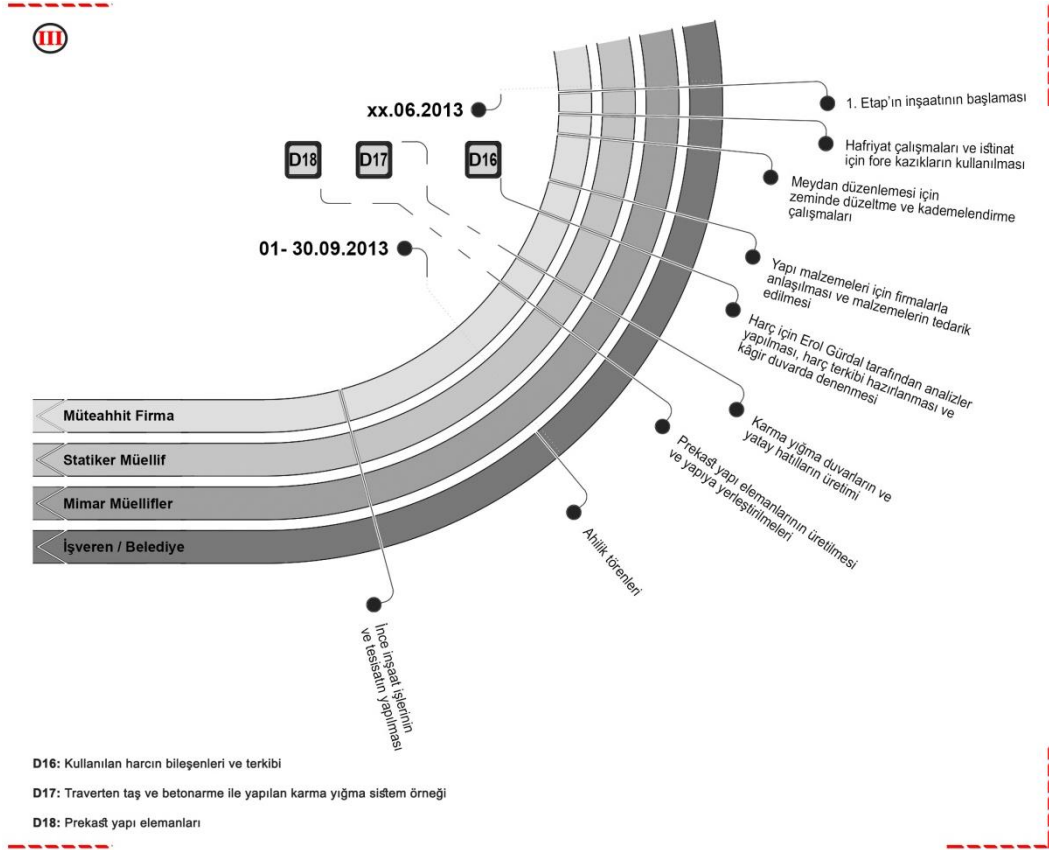 III
xx.06.2013
D18
D17
D16
01- 30.09.2013
1. Etap'ın inşaatının başlaması
Hafriyat çalışmaları ve istinat
için fore kazıkların kullanılması
Meydan düzenlemesi için
zeminde düzeltme ve kademelendirme
çalışmaları
Yapı malzemeleri için firmalarla
anlaşılması ve malzemelerin tedarik
edilmesi
Harç için Erol Gürdal tarafından analizler
yapılması, harç terkibi hazırlanması ve
kâgir duvarda denenmesi
Karma yığma duvarların ve
yatay hatılların üretimi
Prekast yapı elemanlarının üretilmesi
ve yapıya yerleştirilmeleri
Ahilik törenleri
İnce inşaat işlerinin
ve tesisatın yapılması
Müteahhit Firma
Statiker Müellif
Mimar Müellifler
İşveren / Belediye
D16: Kullanılan harcın bileşenleri ve terkibi
D17: Traverten taş ve betonarme ile yapılan karma yığma sistem örneği
D18: Prekast yapı elemanları